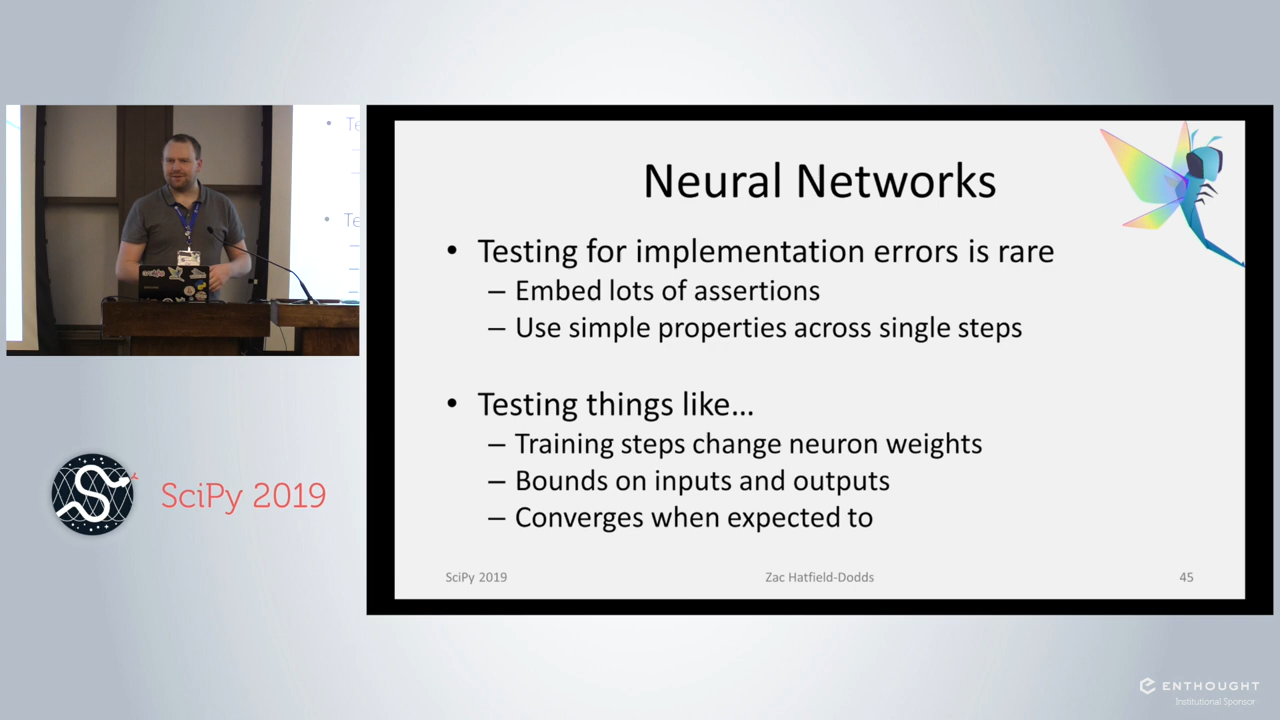 Neural Networks
• Testing for implementation errors is rare
– Embed lots of assertions
– Use simple properties across single steps
• Testing things like…
– Training steps change neuron weights
– Bounds on inputs and outputs
– Converges when expected to
SciPy 2019 Zac Hatfield-Dodds 45
• Te
• Te
SciPy 2019
ENTHOUGHT
Institutional Sponsor